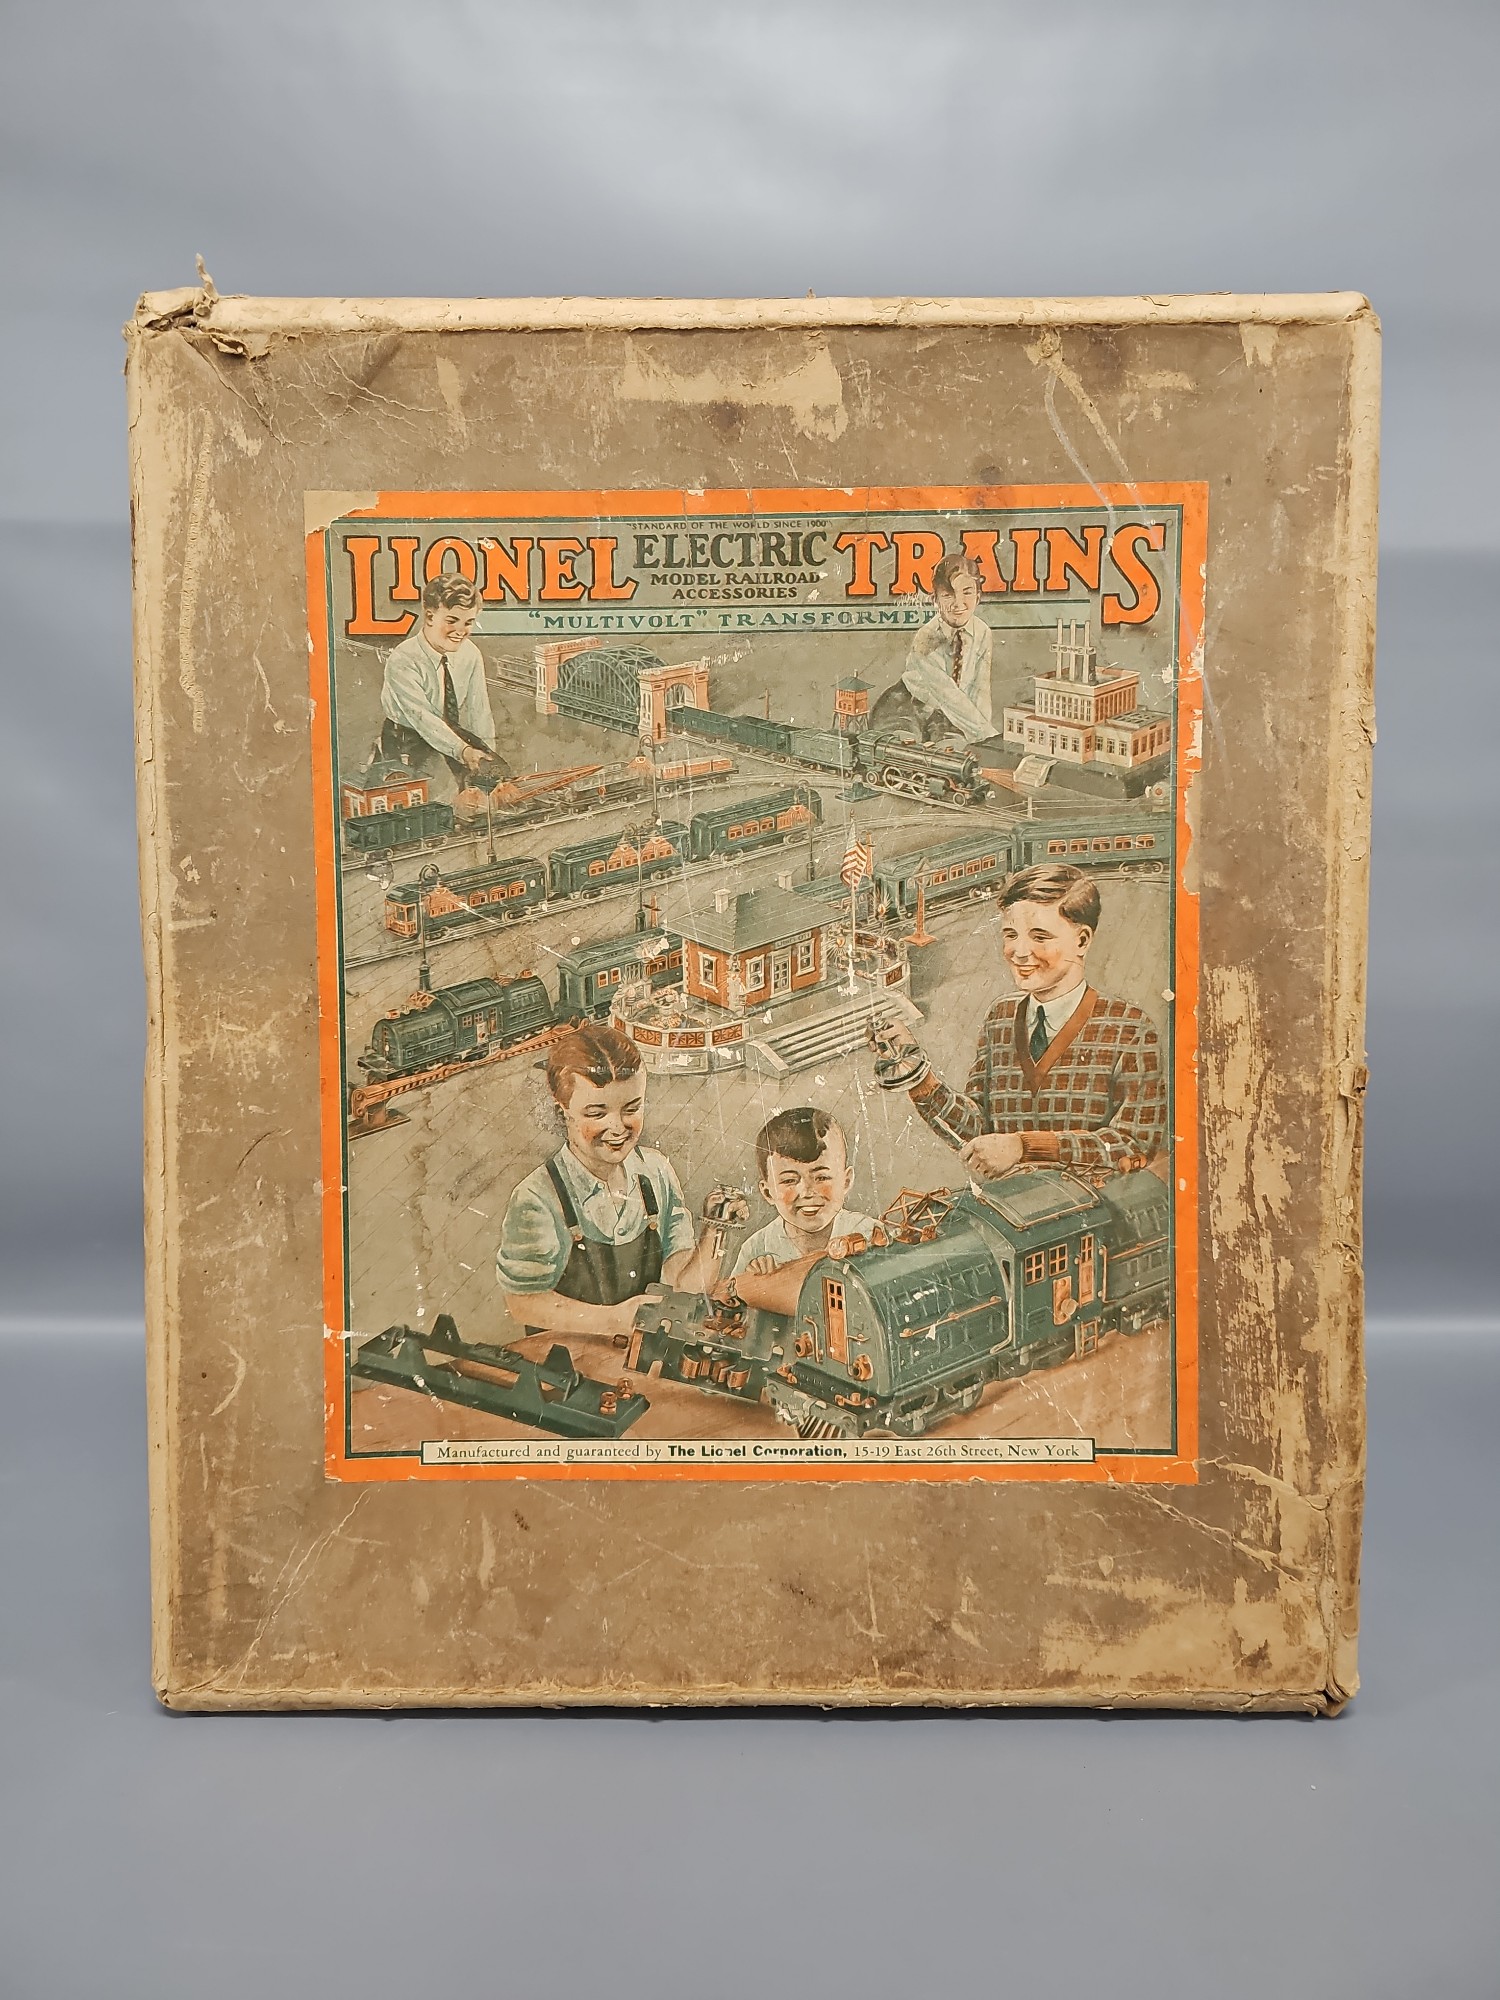 "STANDARD OF THE WORLD SINCE 1900"
LIONEL ELECTRIC TRAINS
MODEL RAILROAD
ACCESSORIES
"MULTIVOLT" TRANSFORMER
Manufactured and guaranteed by The Lionel Corporation, 15-19 East 26th Street, New York